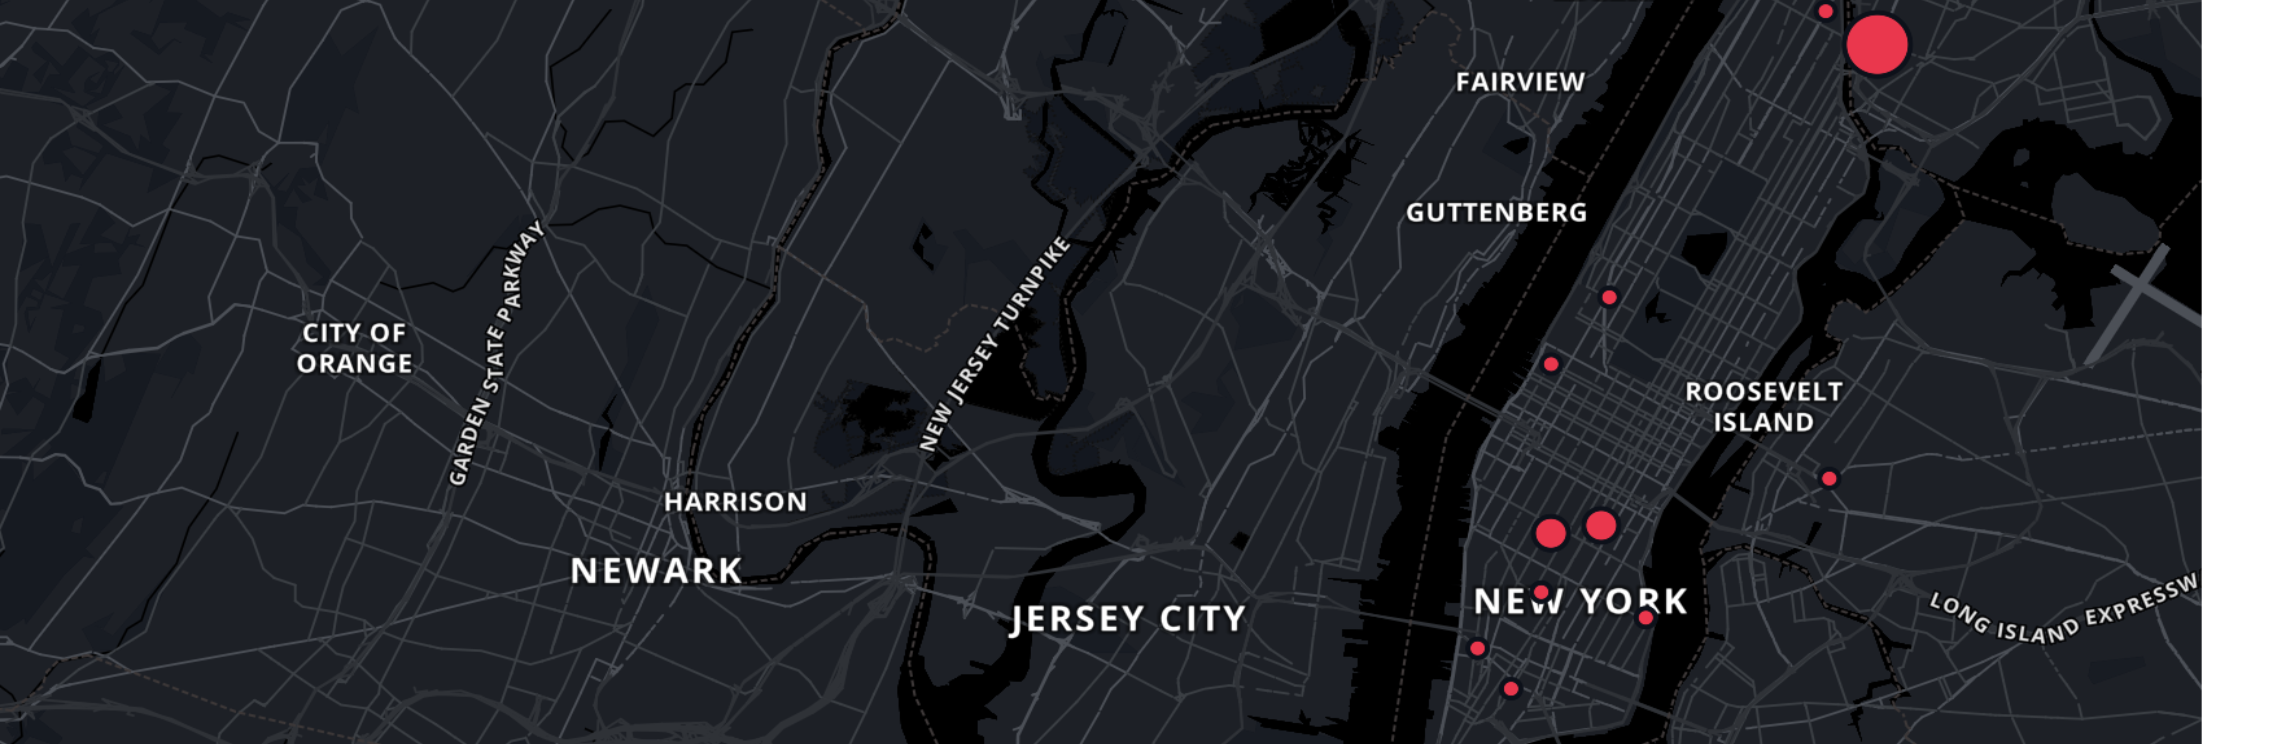 FAIRVIEW
GUTTENBERG
GARDEN STATE PARKWAY
NEW JERSEY TURNPIKE
CITY OF
ORANGE
ROOSEVELT
ISLAND
HARRISON
NEWARK
NEW YORK
JERSEY CITY
LONG ISLAND EXPRESSW